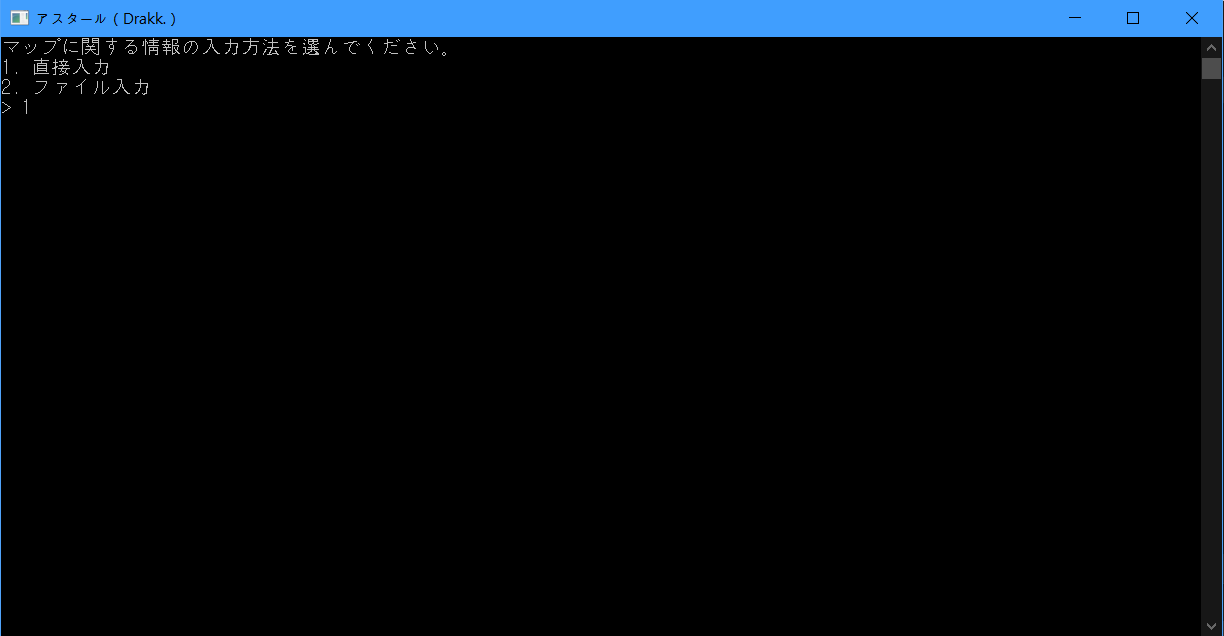 アスタール ( Drakk. )
マップに関する情報の入力方法を選んでください。
1. 直接入力
2. ファイル入力
> 1